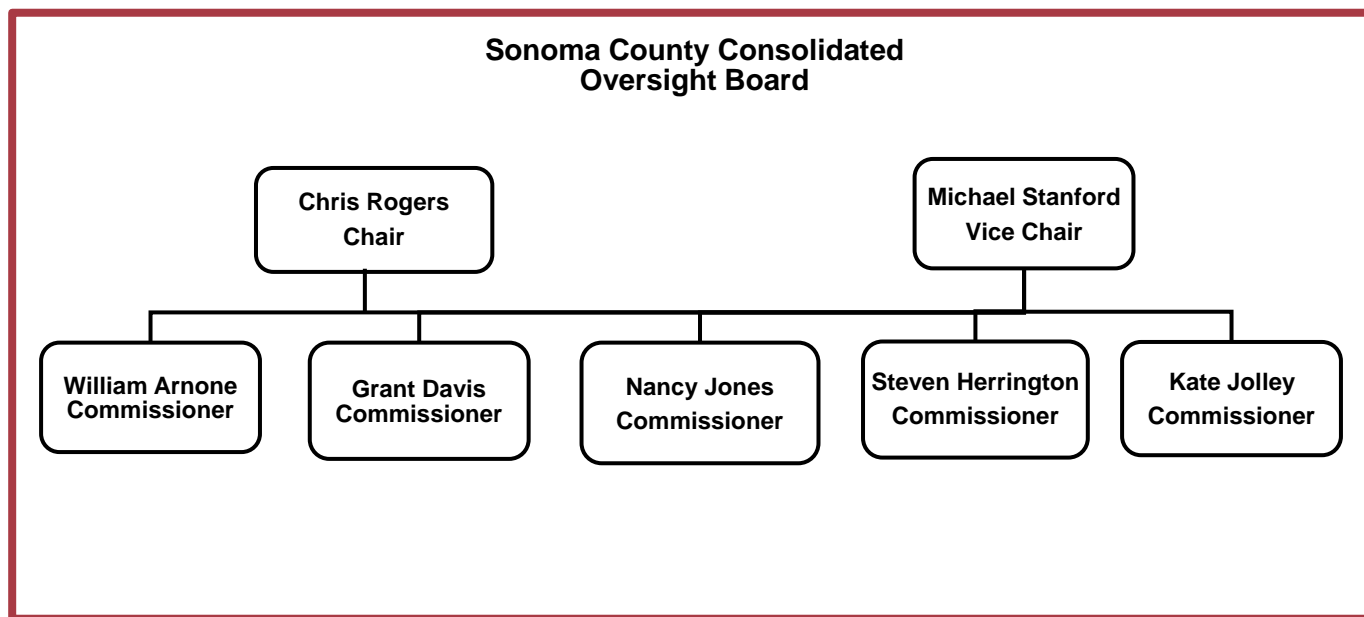 Sonoma County Consolidated
Oversight Board
Chris Rogers
Chair
Michael Stanford
Vice Chair
William Arnone
Commissioner
Grant Davis
Commissioner
Nancy Jones
Commissioner
Steven Herrington
Commissioner
Kate Jolley
Commissioner